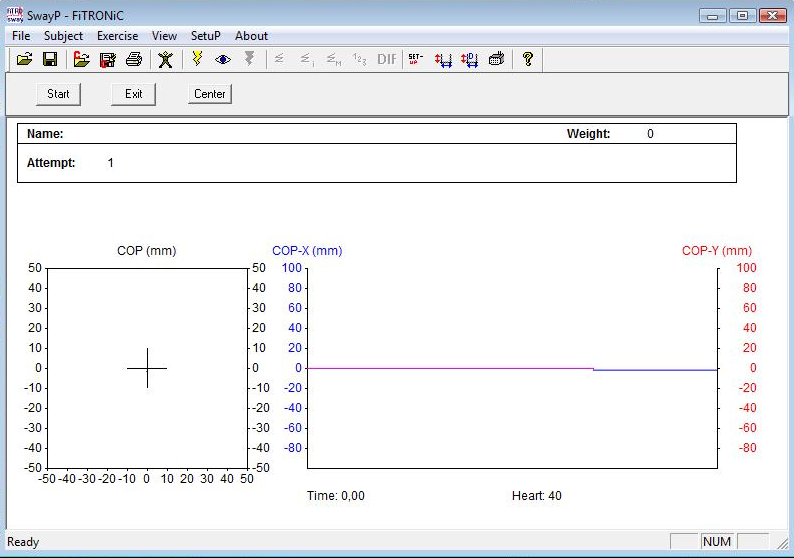 SwayP - FiTRONiC
File Subject Exercise View SetuP About
DIF SET-UP ?
Start Exit Center
Name: Weight: 0
Attempt: 1
COP (mm) COP-X (mm) COP-Y (mm)
50 50 100 100
40 40 80 80
30 30 60 60
20 20 40 40
10 10 20 20
0 0 0 0
-10 -10 -20 -20
-20 -20 -40 -40
-30 -30 -60 -60
-40 -40 -80 -80
-50 -50
-50 -40 -30 -20 -10 0 10 20 30 40 50
Time: 0,00 Heart: 40
Ready NUM